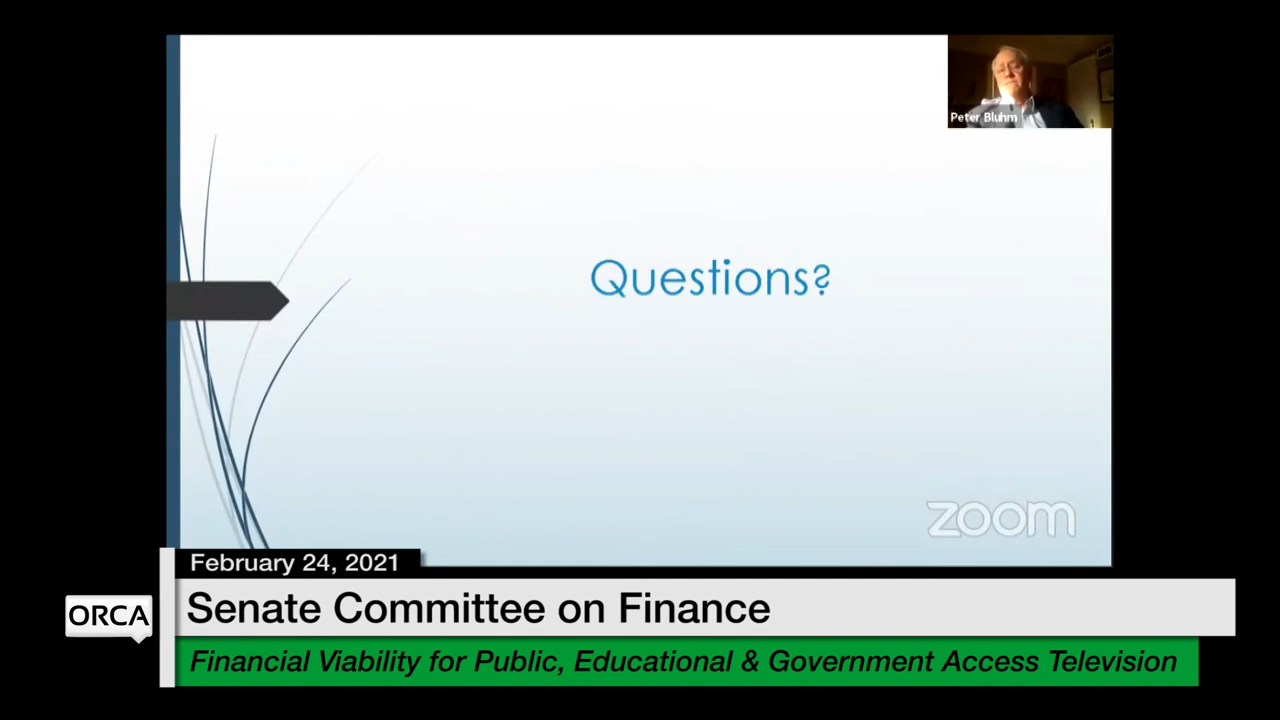 Peter Bluhm
Questions?
zoom
February 24, 2021
ORCA
Senate Committee on Finance
Financial Viability for Public, Educational & Government Access Television